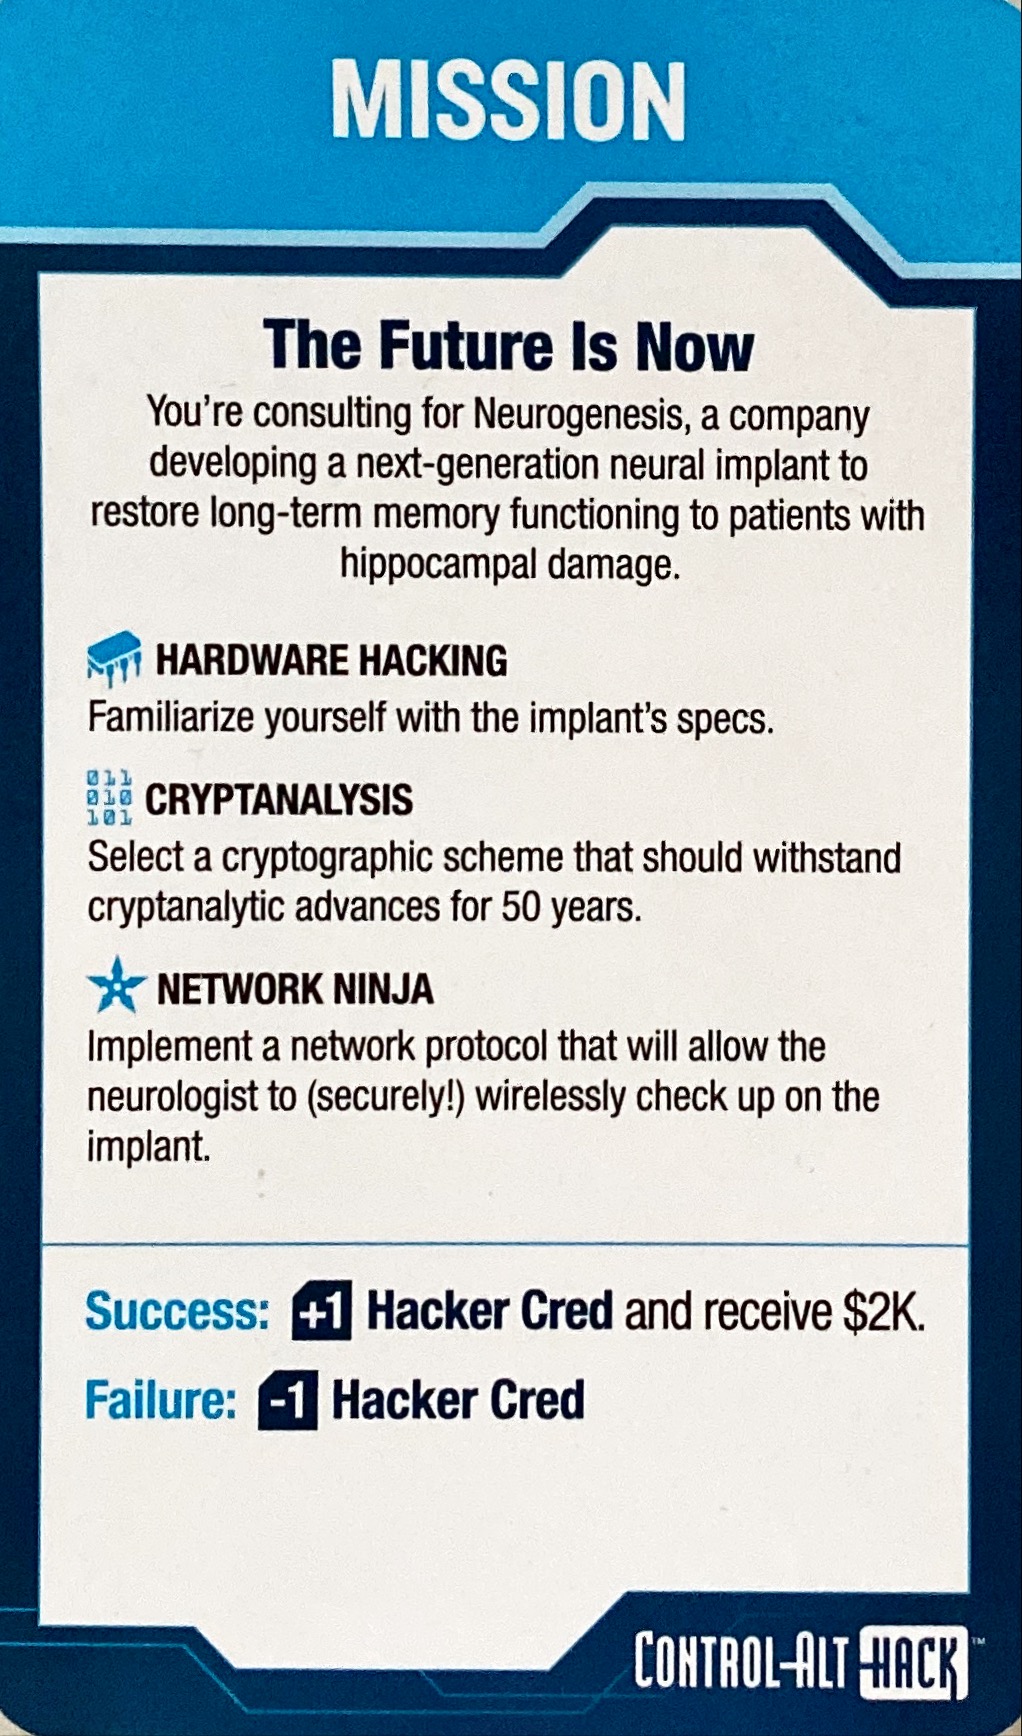 MISSION
The Future Is Now
You're consulting for Neurogenesis, a company
developing a next-generation neural implant to
restore long-term memory functioning to patients with
hippocampal damage.
HARDWARE HACKING
Familiarize yourself with the implant's specs.
011
010
101
CRYPTANALYSIS
Select a cryptographic scheme that should withstand
cryptanalytic advances for 50 years.
NETWORK NINJA
Implement a network protocol that will allow the
neurologist to (securely!) wirelessly check up on the
implant.
Success: +1 Hacker Cred and receive $2K.
Failure: -1 Hacker Cred
CONTROL-ALT-HACK™